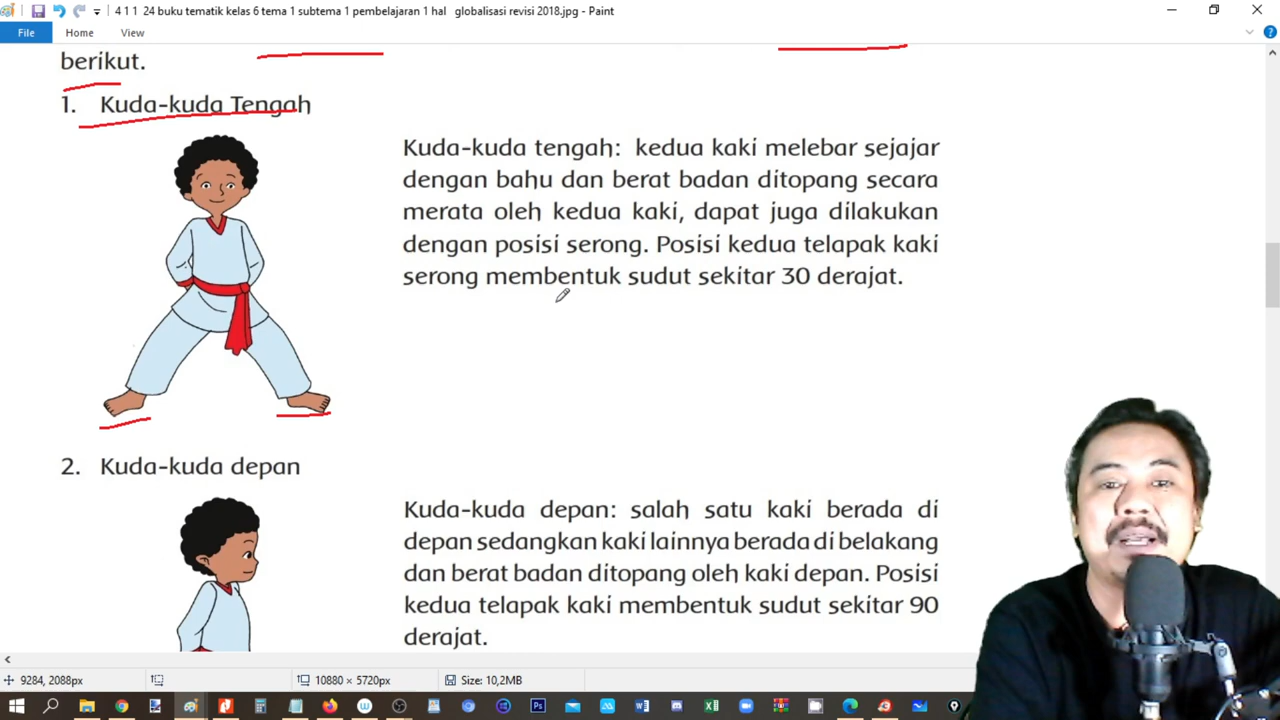 4 1 1 24 buku tematik kelas 6 tema 1 subtema 1 pembelajaran 1 hal globalisasi revisi 2018.jpg - Paint
File Home View
berikut.
1. Kuda-kuda Tengah
Kuda-kuda tengah: kedua kaki melebar sejajar
dengan bahu dan berat badan ditopang secara
merata oleh kedua kaki, dapat juga dilakukan
dengan posisi serong. Posisi kedua telapak kaki
serong membentuk sudut sekitar 30 derajat.
2. Kuda-kuda depan
Kuda-kuda depan: salah satu kaki berada di
depan sedangkan kaki lainnya berada di belakang
dan berat badan ditopang oleh kaki depan. Posisi
kedua telapak kaki membentuk sudut sekitar 90
derajat.
9284, 2088px 10880 × 5720px Size: 10,2MB